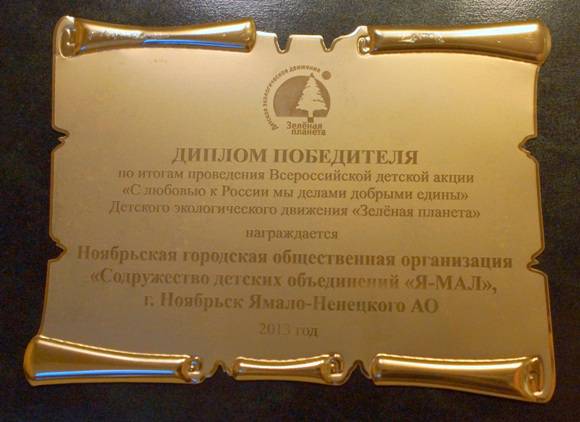 Детское экологическое движение
Зелёная
планета
ДИПЛОМ ПОБЕДИТЕЛЯ
по итогам проведения Всероссийской детской акции
«С любовью к России мы делами добрыми едины»
Детского экологического движения «Зелёная планета»
награждается
Ноябрьская городская общественная организация
«Содружество детских объединений «Я-МАЛ»,
г. Ноябрьск Ямало-Ненецкого АО
2013 год